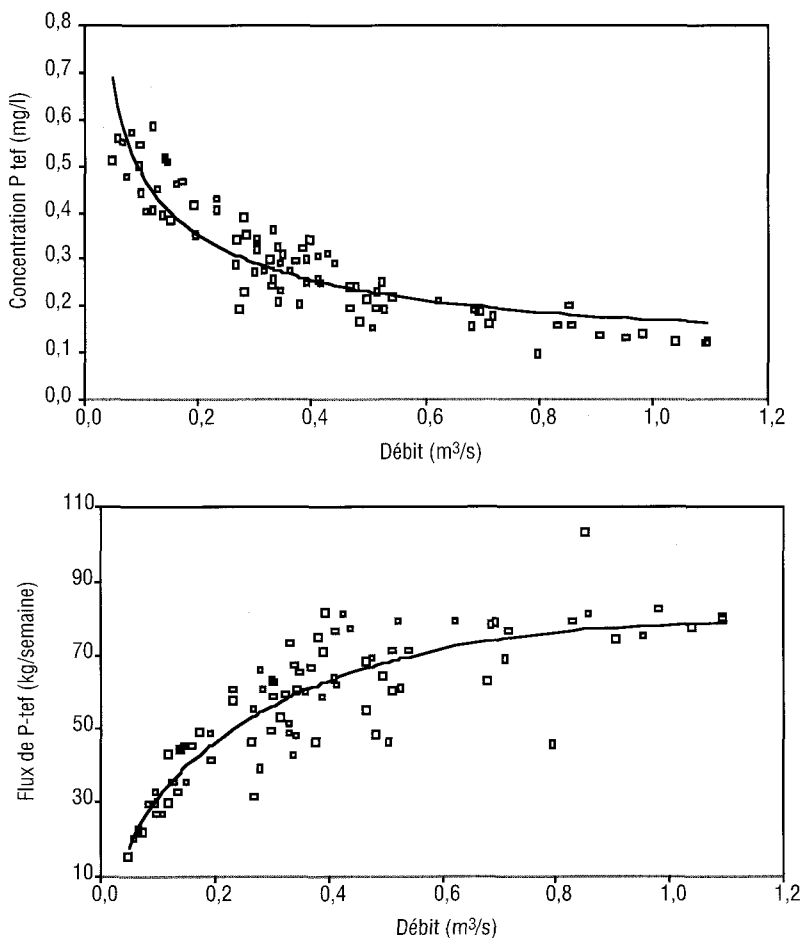 0,8
0,7
0,6
0,5
0,4
0,3
0,2
0,1
0,0
Concentration P tef (mg/l)
0,0 0,2 0,4 0,6 0,8 1,0 1,2
Débit (m³/s)
110
90
70
50
30
10
Flux de P-tef (kg/semaine)
0,0 0,2 0,4 0,6 0,8 1,0 1,2
Débit (m³/s)